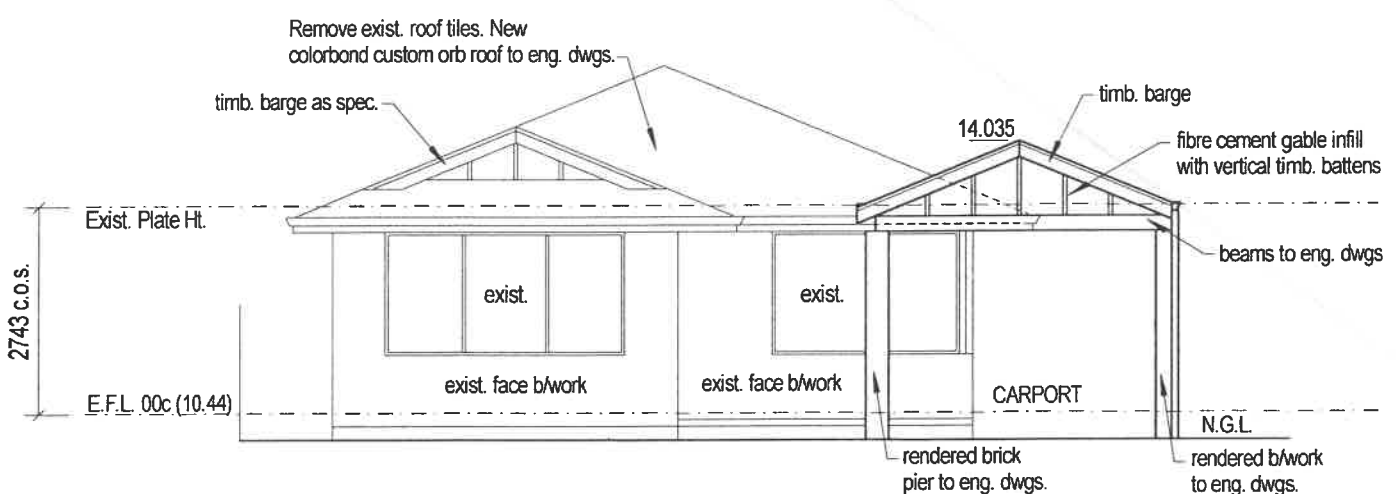 Remove exist. roof tiles. New
colorbond custom orb roof to eng. dwgs.
timb. barge as spec.
timb. barge
14.035
fibre cement gable infill
with vertical timb. battens
Exist. Plate Ht.
beams to eng. dwgs
2743 c.o.s.
exist.
exist.
exist. face b/work
exist. face b/work
CARPORT
E.F.L. 00c (10.44)
N.G.L.
rendered brick
pier to eng. dwgs.
rendered b/work
to eng. dwgs.